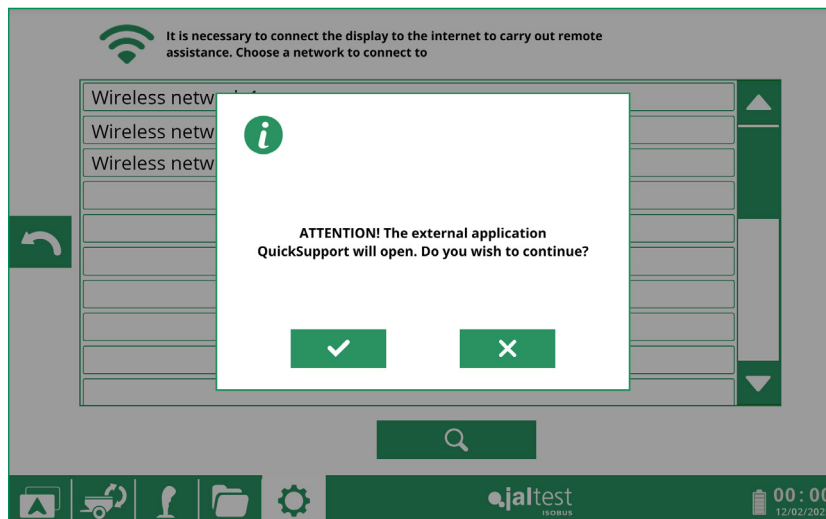 It is necessary to connect the display to the internet to carry out remote
assistance. Choose a network to connect to
Wireless netw
Wireless netw
Wireless netw
ATTENTION! The external application
QuickSupport will open. Do you wish to continue?
jaltest
ISOBUS
00:00
12/02/202